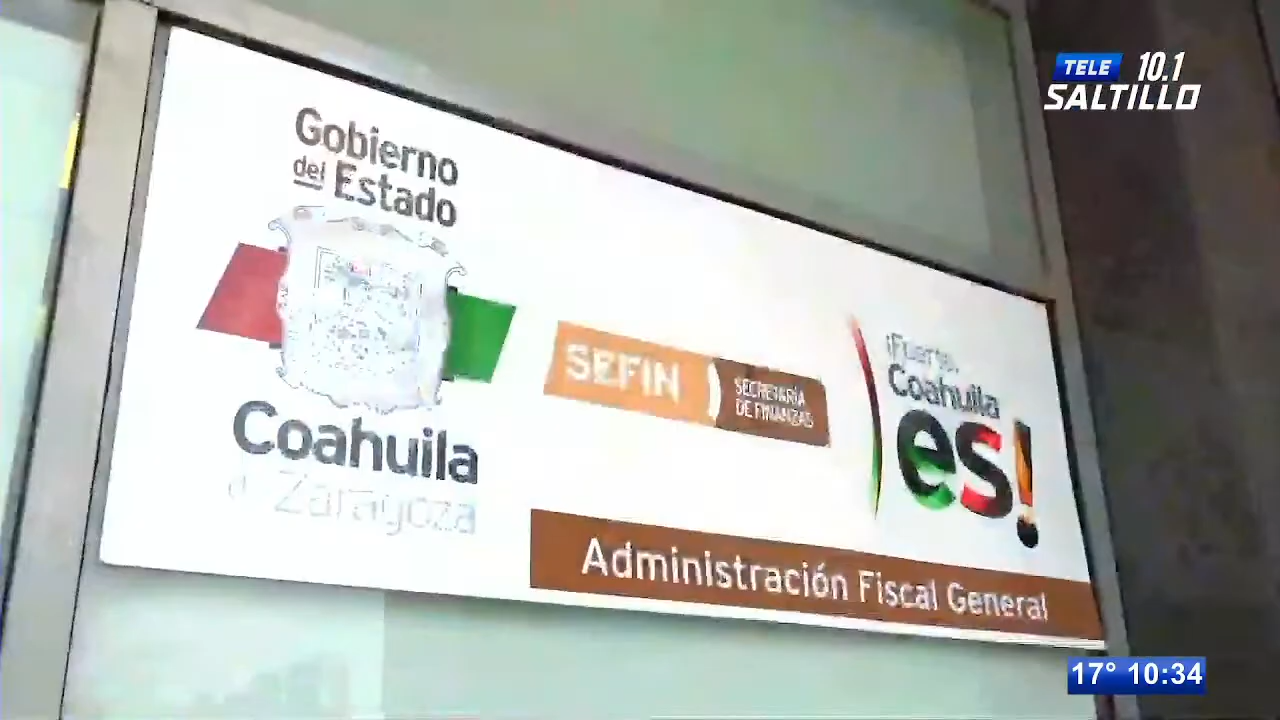 TELE 10.1
SALTILLO
Gobierno
del Estado
Coahuila
Zaragoza
SEFIN
SECRETARÍA
DE FINANZAS
¡Fuerte,
Coahuila
es!
Administración Fiscal General
17° 10:34